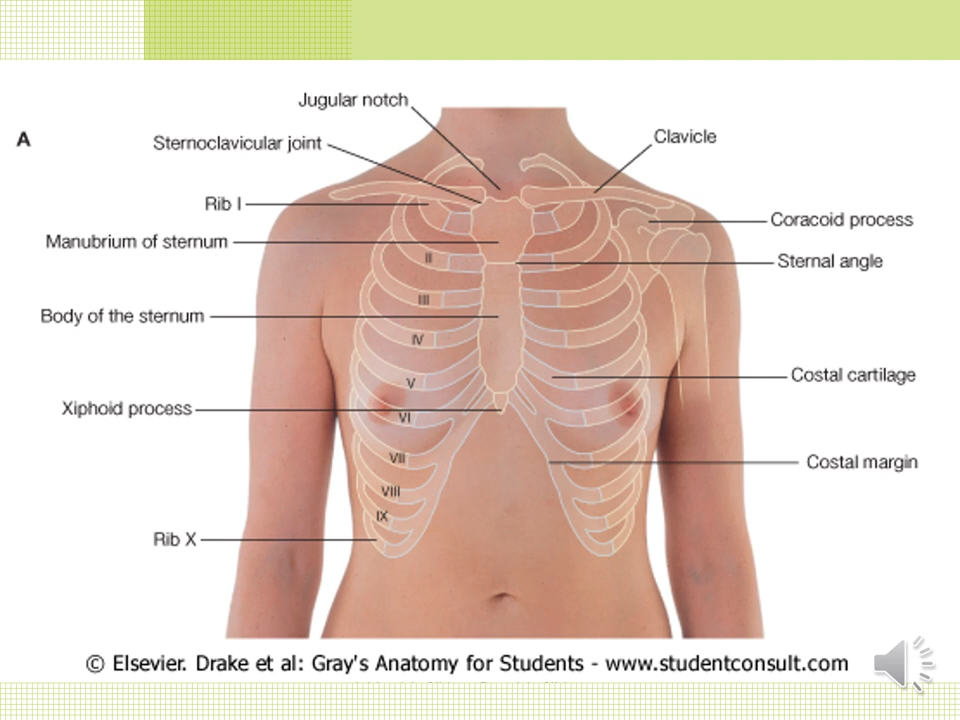 Jugular notch
A
Clavicle
Sternoclavicular joint
Rib I
Coracoid process
Manubrium of sternum
II
Sternal angle
III
Body of the sternum
IV
Costal cartilage
V
Xiphoid process
VI
VII
Costal margin
VIII
IX
Rib X
© Elsevier. Drake et al: Gray's Anatomy for Students - www.studentconsult.com